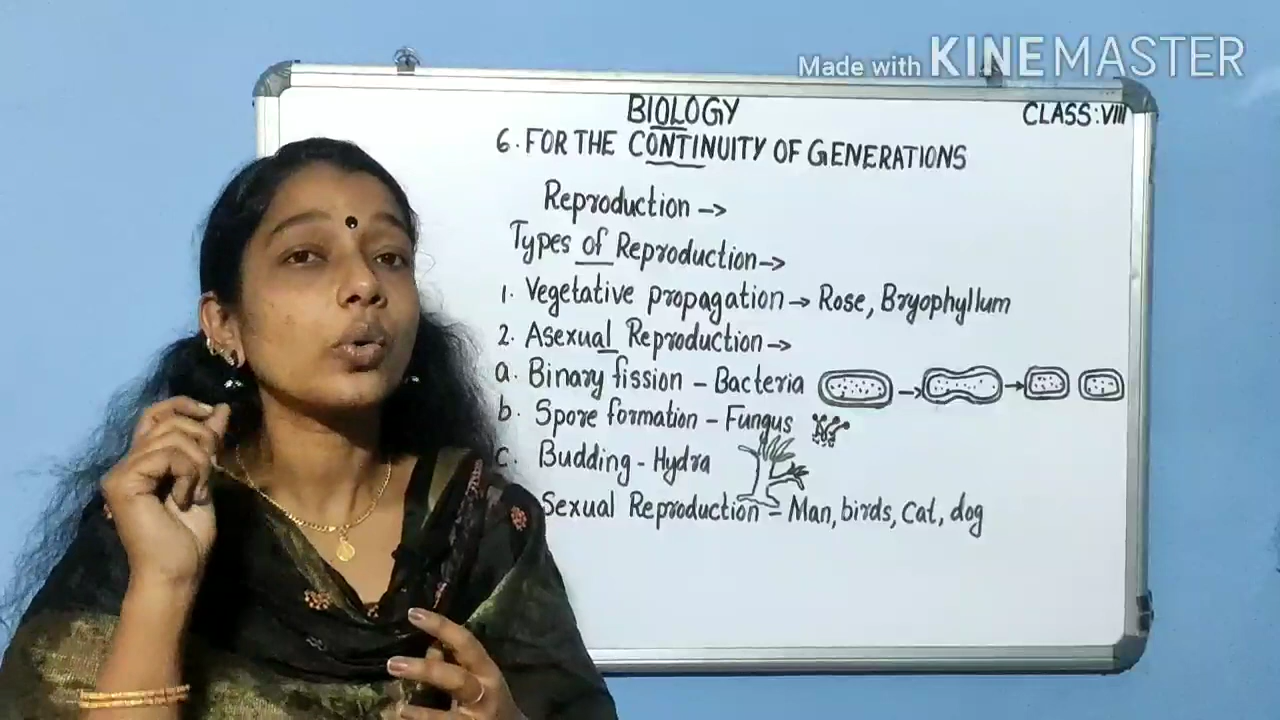 Made with KINEMASTER
BIOLOGY
CLASS: VIII
6. FOR THE CONTINUITY OF GENERATIONS
Reproduction →
Types of Reproduction →
1. Vegetative propagation → Rose, Bryophyllum
2. Asexual Reproduction →
a. Binary fission - Bacteria
b. Spore formation - Fungus
c. Budding - Hydra
Sexual Reproduction - Man, birds, Cat, dog